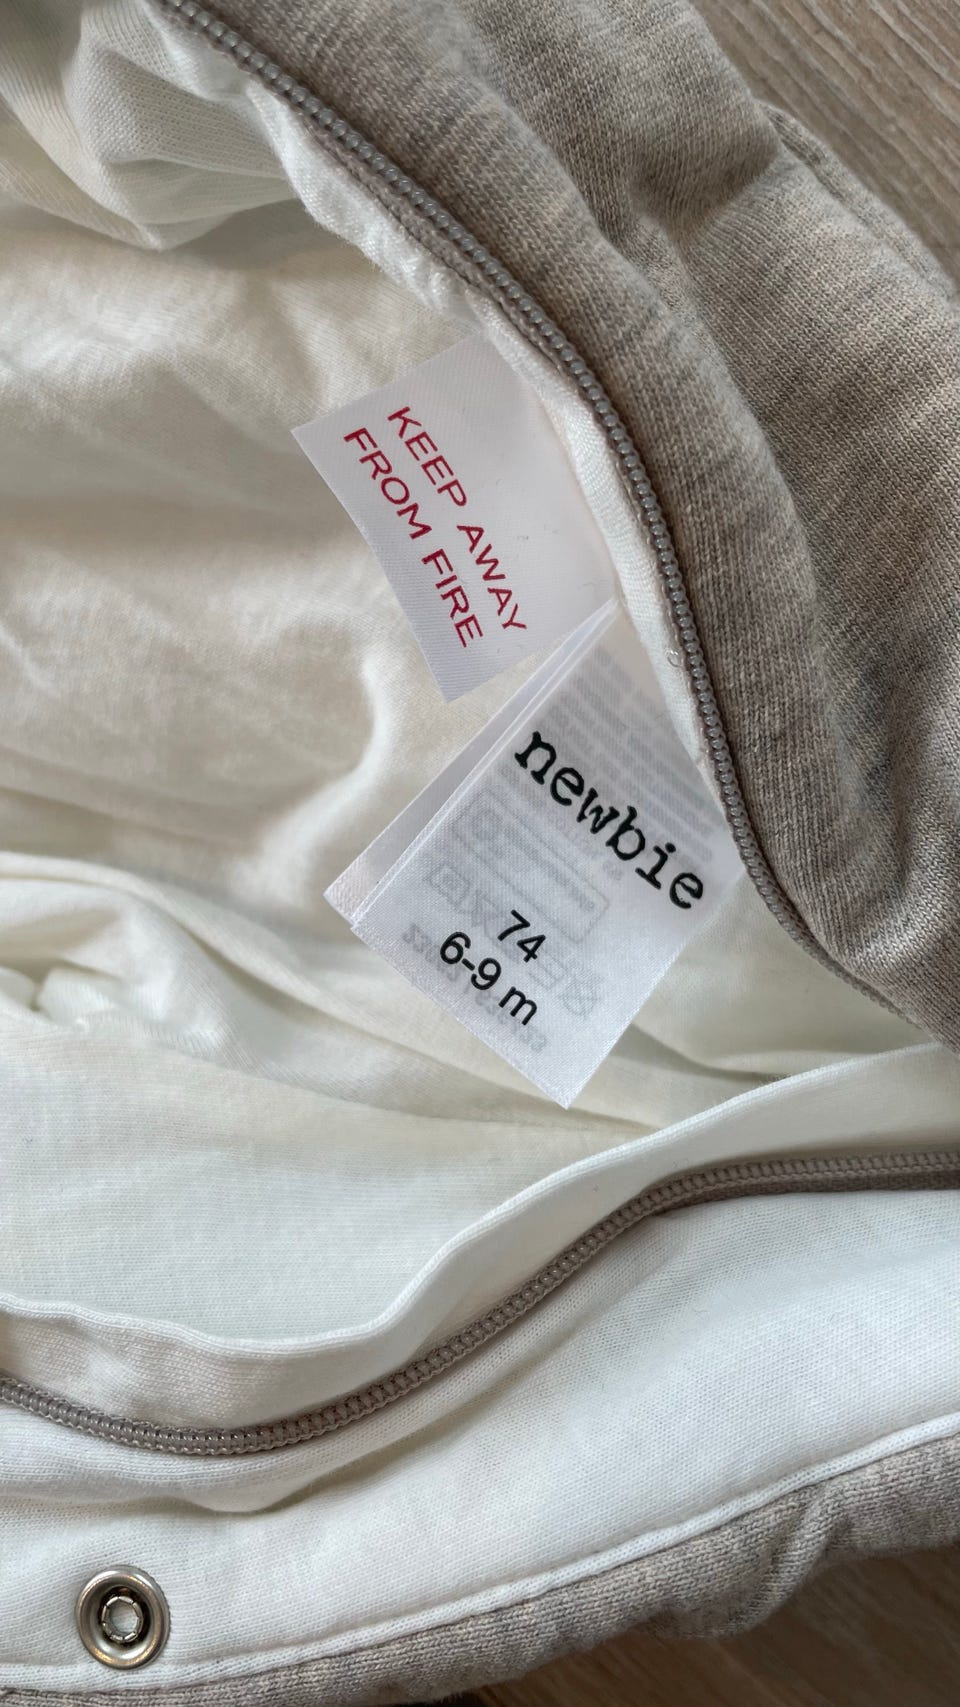 KEEP AWAY
FROM FIRE
newbie
74
6-9 m